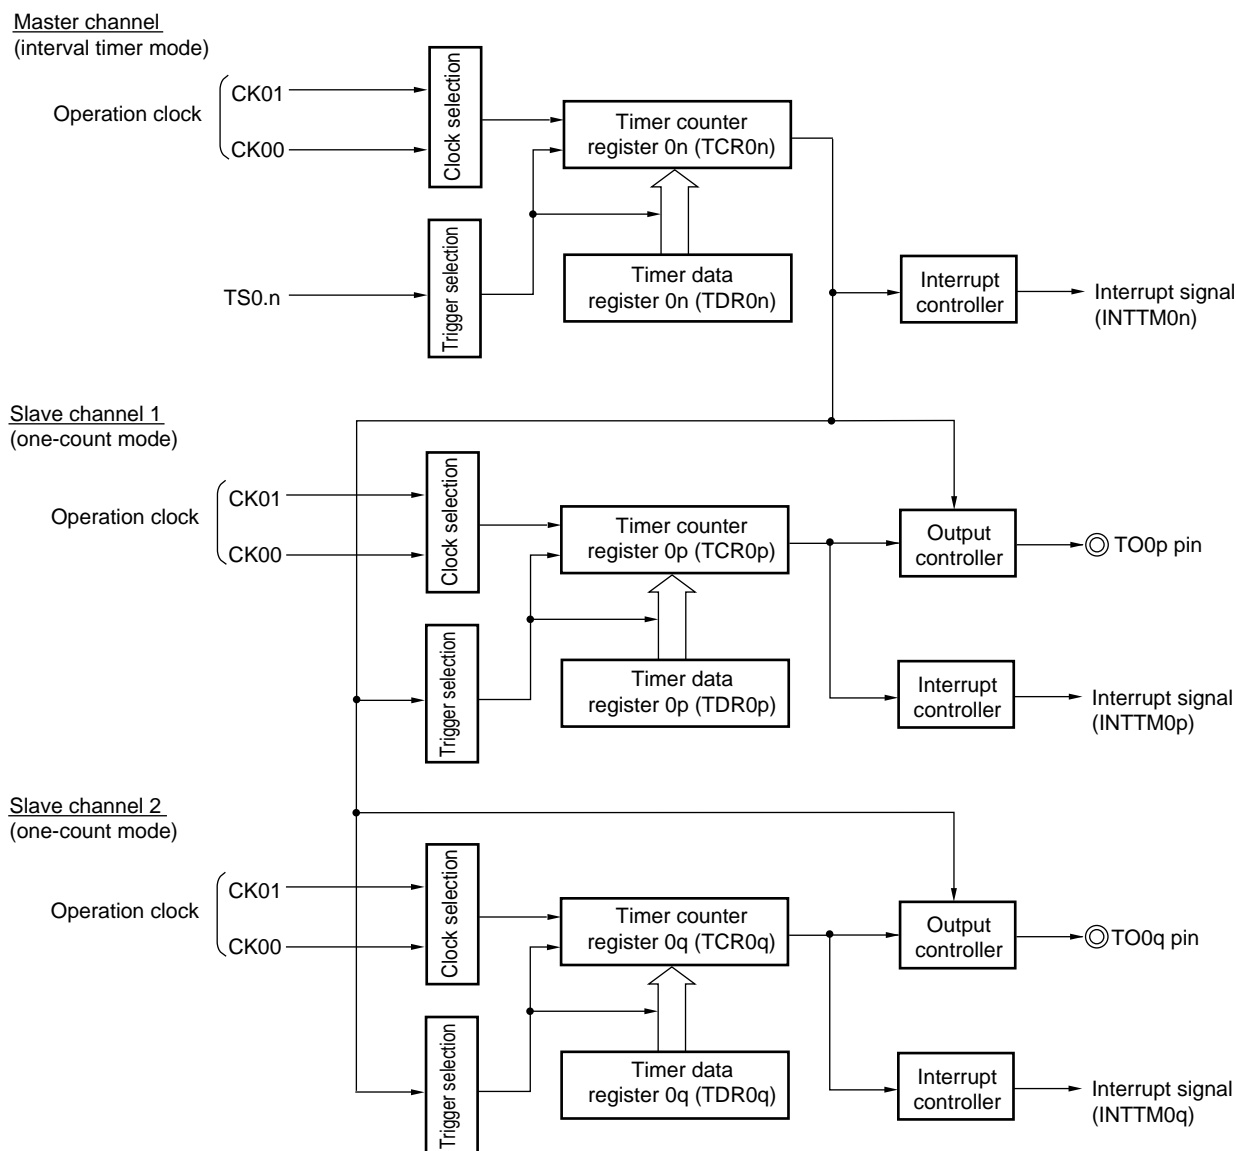 Master channel
(interval timer mode)
Operation clock
CK01
CK00
Clock selection
Timer counter
register 0n (TCR0n)
TS0.n
Trigger selection
Timer data
register 0n (TDR0n)
Interrupt
controller
Interrupt signal
(INTTM0n)
Slave channel 1
(one-count mode)
Operation clock
CK01
CK00
Clock selection
Timer counter
register 0p (TCR0p)
Output
controller
TO0p pin
Trigger selection
Timer data
register 0p (TDR0p)
Interrupt
controller
Interrupt signal
(INTTM0p)
Slave channel 2
(one-count mode)
Operation clock
CK01
CK00
Clock selection
Timer counter
register 0q (TCR0q)
Output
controller
TO0q pin
Trigger selection
Timer data
register 0q (TDR0q)
Interrupt
controller
Interrupt signal
(INTTM0q)